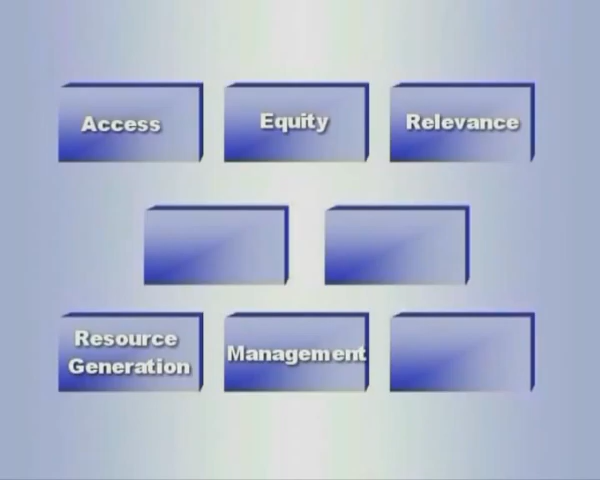 Access
Equity
Relevance
Resource
Generation
Management